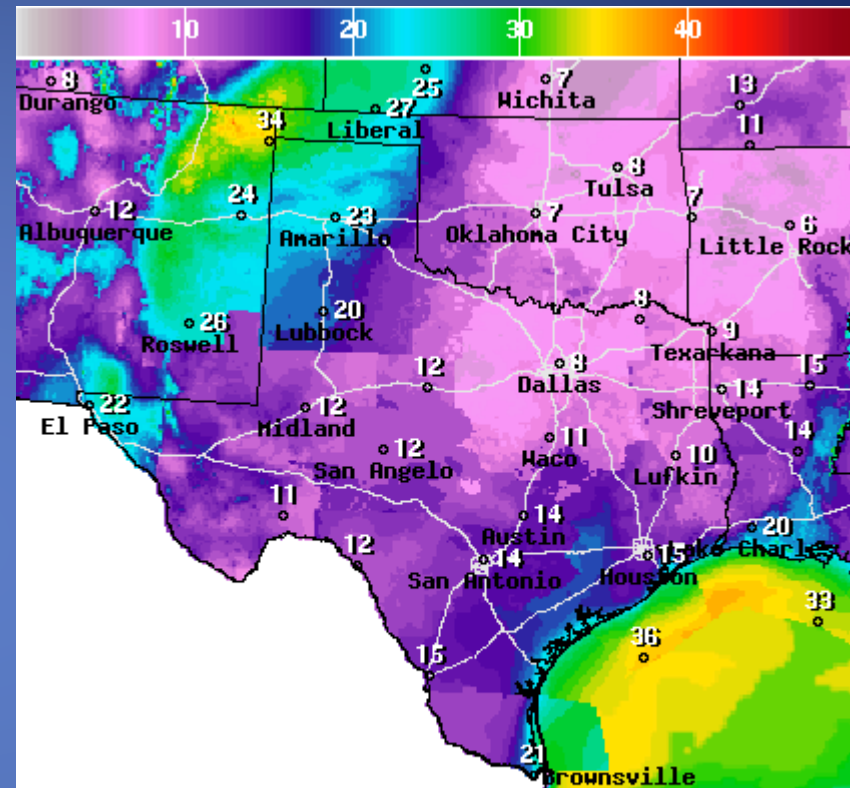 10 20 30 40
25
8 7
Durango Wichita
13
27
Liberal
34 11
8
Tulsa
12 24 23 7 7
Albuquerque Amarillo Oklahoma City
6
Little Rock
26 20 8
Roswell Lubbock
9
Texarkana
8
12 Dallas 15
14
22 12 Shreveport
El Paso Midland
12 11 14
San Angelo Waco
10
Lufkin
11 14 20
Austin
12 14 15 Lake Charles
San Antonio Houston
33
36
15
21
Brownsville